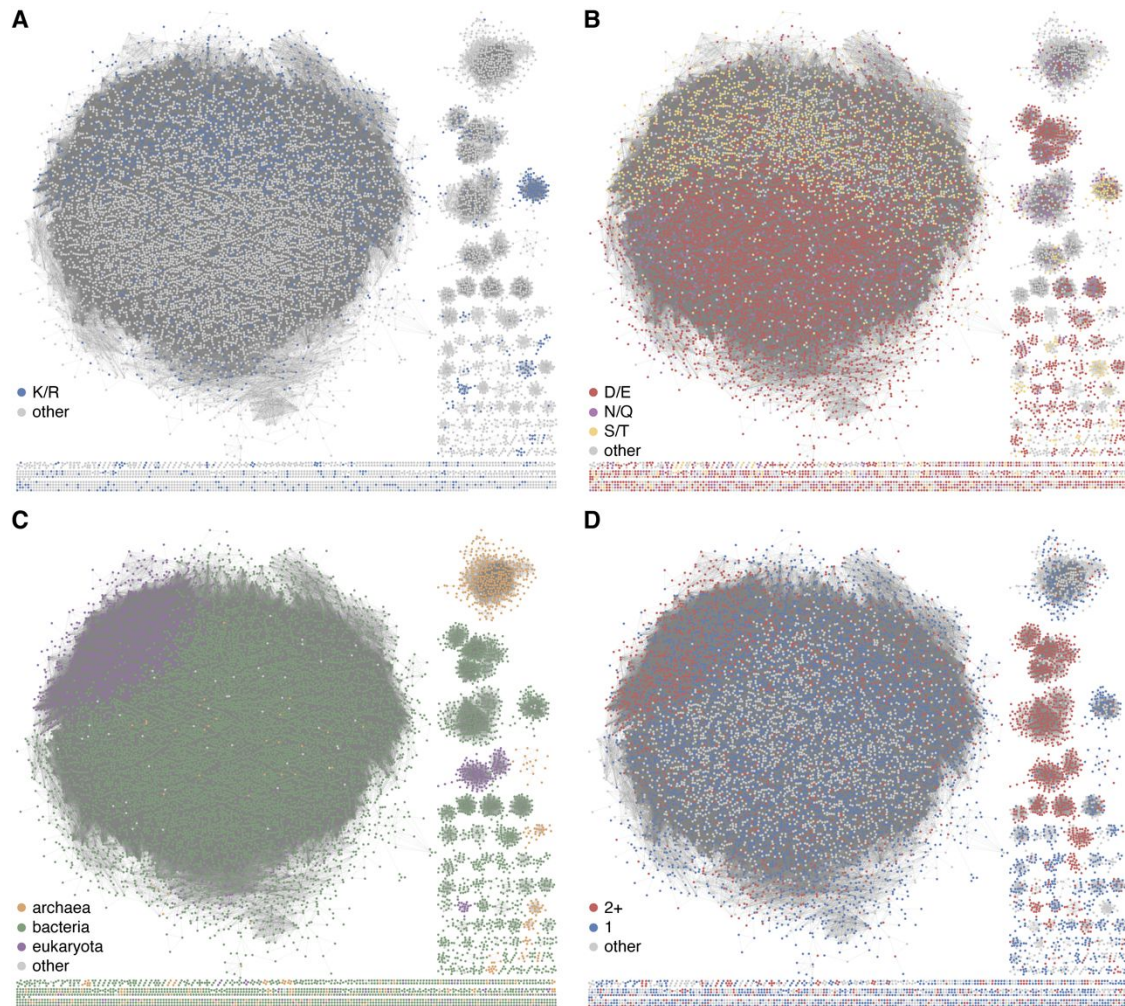 A
K/R
other
B
D/E
N/Q
S/T
other
C
archaea
bacteria
eukaryota
other
D
2+
1
other